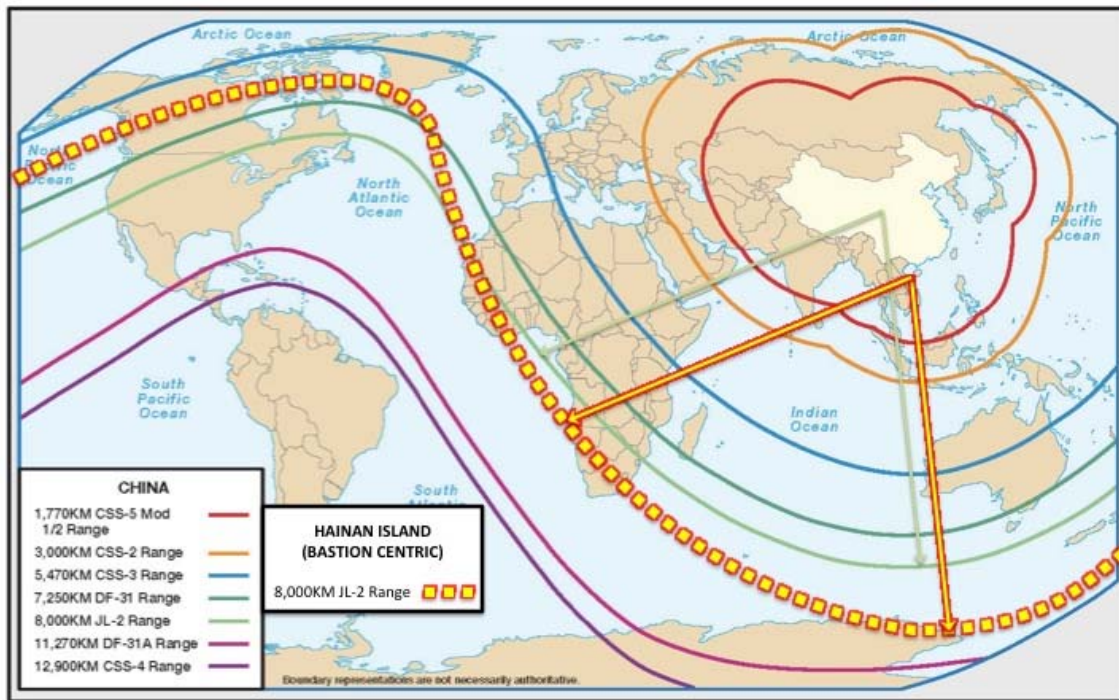 Arctic Ocean
Arctic Ocean
North
Pacific
Ocean
North
Atlantic
Ocean
North
Pacific
Ocean
South
Pacific
Ocean
Indian
Ocean
South
CHINA
1,770KM CSS-5 Mod
1/2 Range
3,000KM CSS-2 Range
5,470KM CSS-3 Range
7,250KM DF-31 Range
8,000KM JL-2 Range
11,270KM DF-31A Range
12,900KM CSS-4 Range
HAINAN ISLAND
(BASTION CENTRIC)
8,000KM JL-2 Range
Boundary representations are not necessarily authoritative.